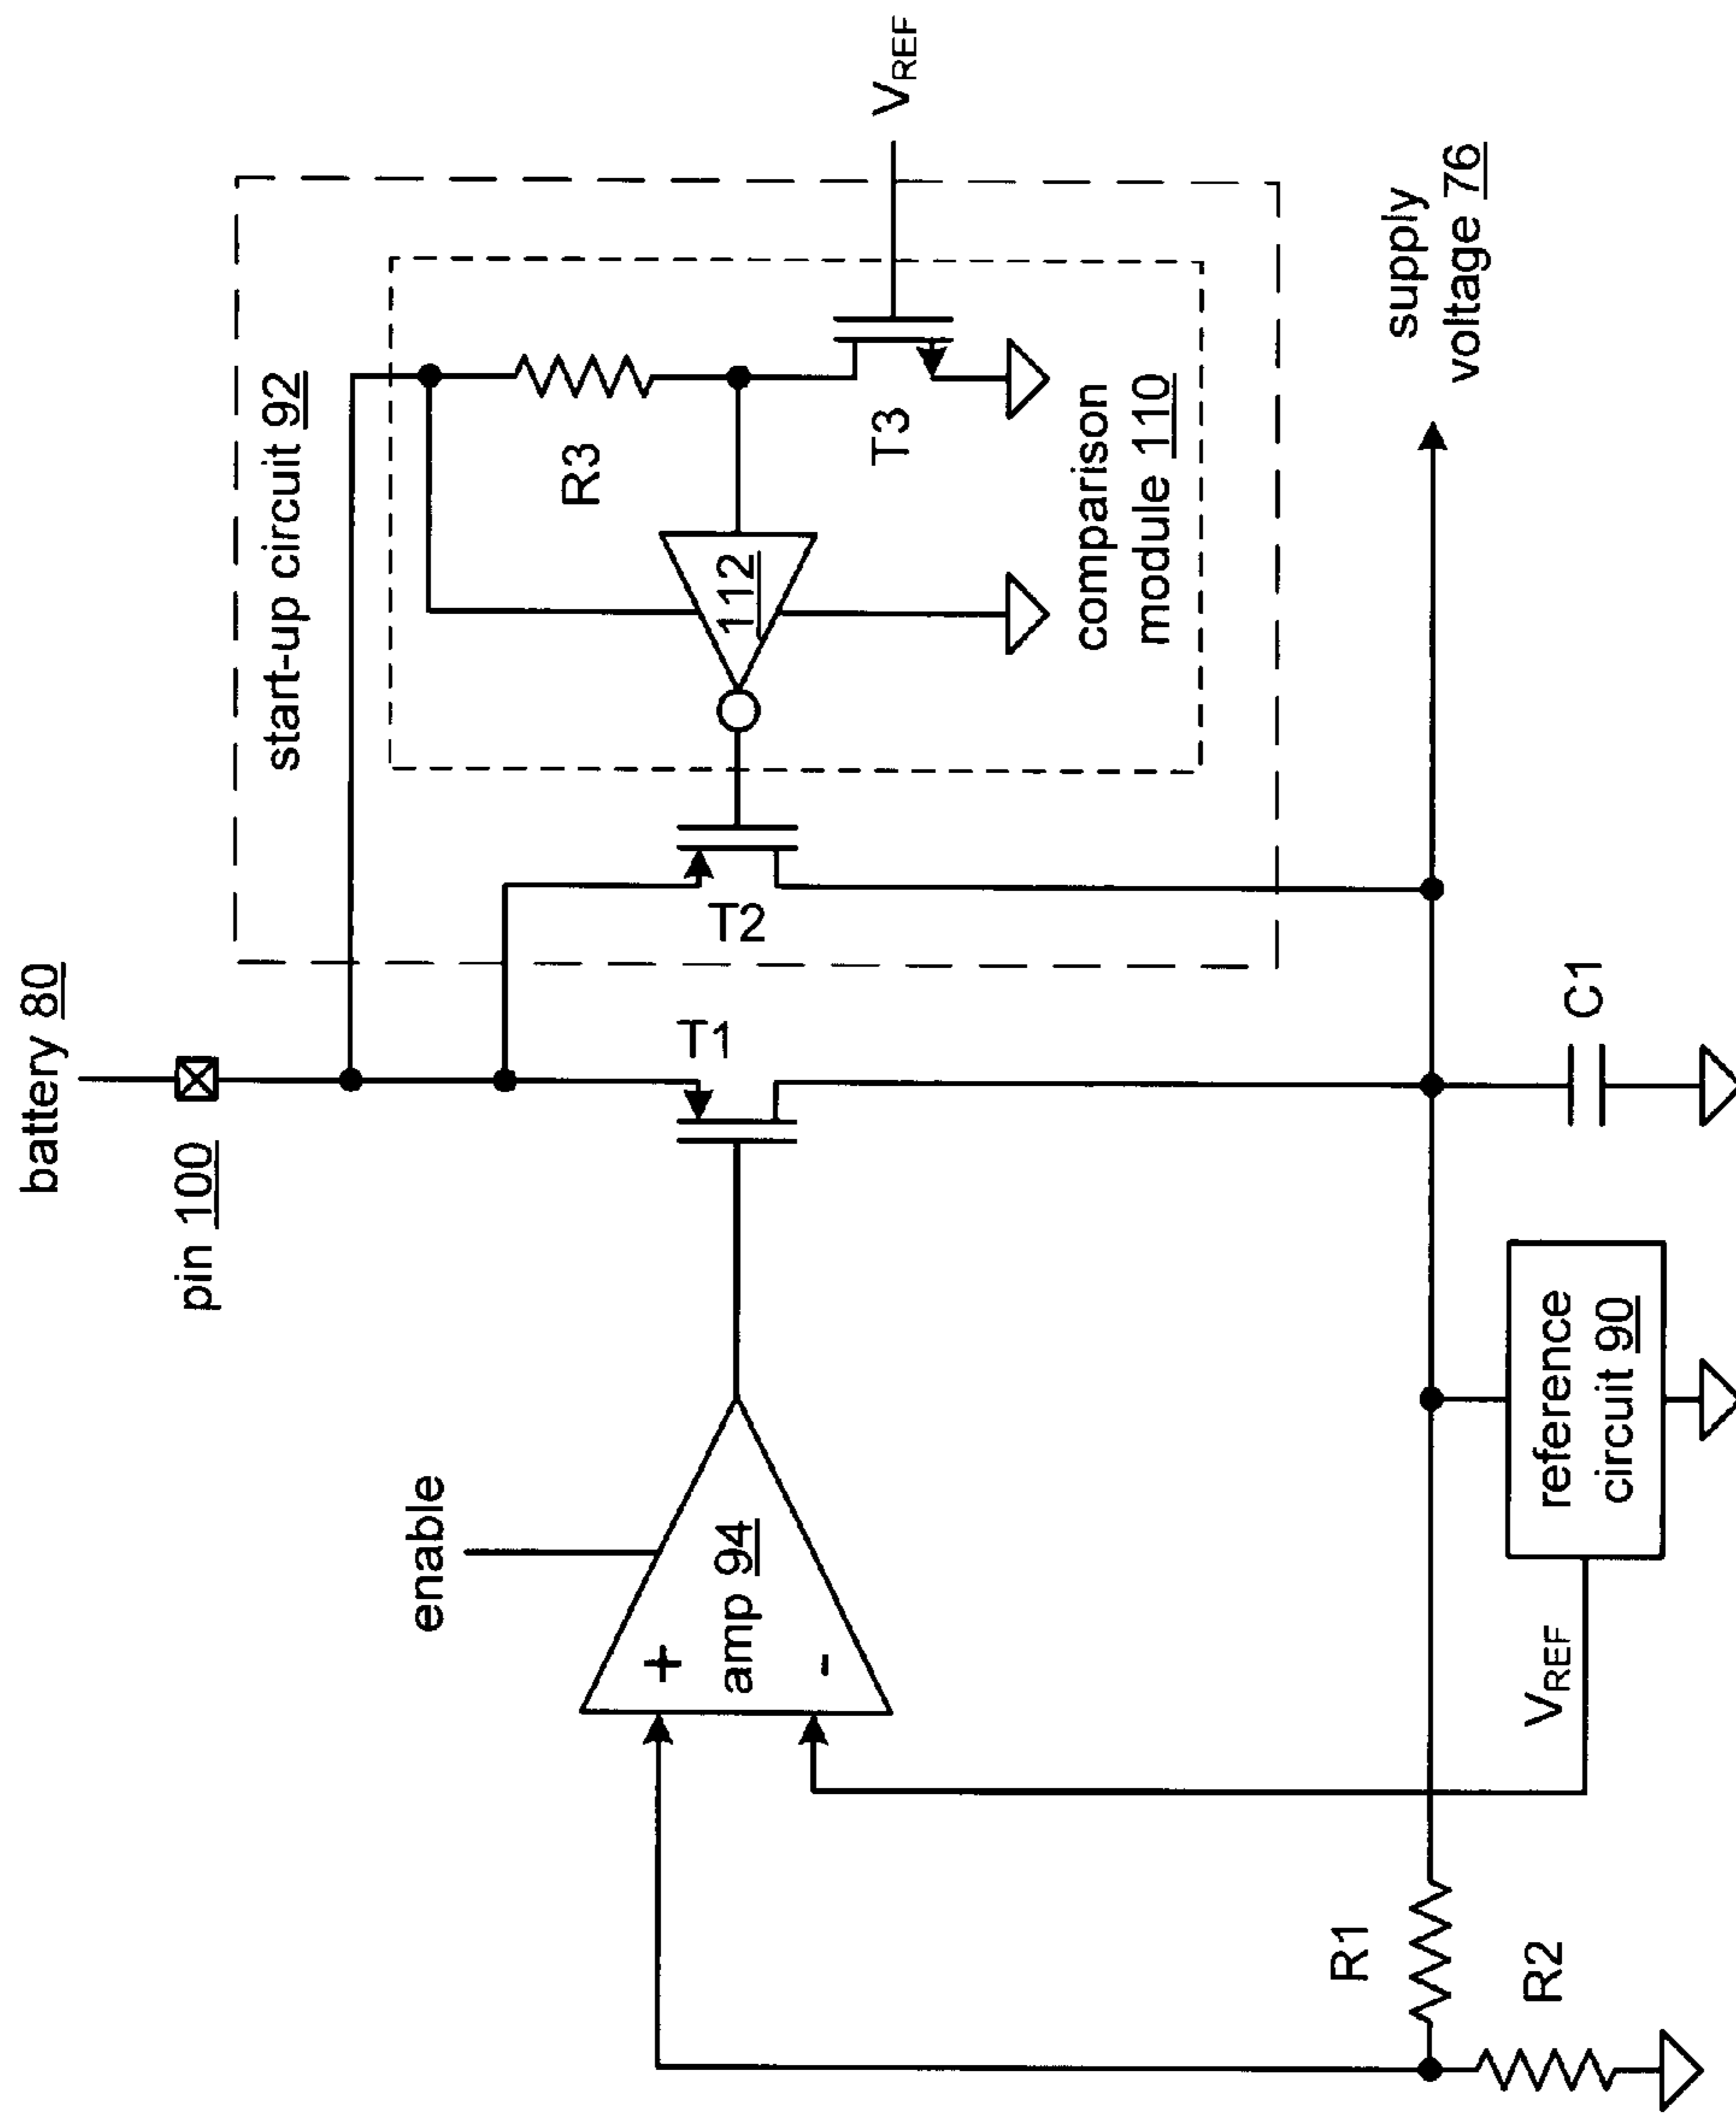 battery 80
pin 100
start-up circuit 92
VREF
R3
T3
112
comparison
module 110
T2
T1
enable
+
amp 94
-
supply
voltage 76
C1
reference
circuit 90
VREF
R1
R2